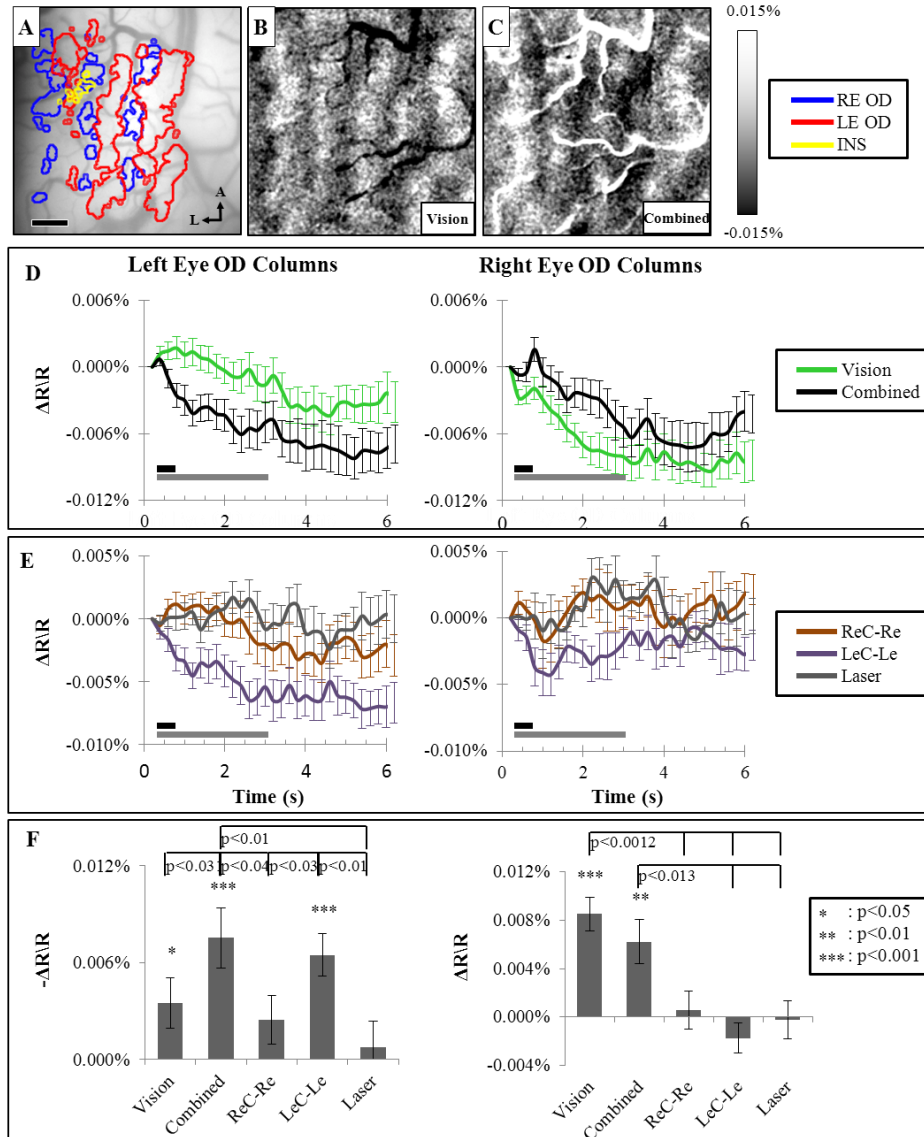 A
B
C
0.015%
-0.015%
RE OD
LE OD
INS
A
L
Vision
Combined
D
Left Eye OD Columns
Right Eye OD Columns
0.006%
0.000%
-0.006%
-0.012%
ΔR\R
0 2 4 6
0.006%
0.000%
-0.006%
-0.012%
0 2 4 6
Vision
Combined
E
0.005%
0.000%
-0.005%
-0.010%
ΔR\R
0 2 4 6
Time (s)
0.005%
0.000%
-0.005%
-0.010%
0 2 4 6
Time (s)
ReC-Re
LeC-Le
Laser
F
p<0.01
p<0.03 p<0.04 p<0.03 p<0.01
0.012%
0.006%
0.000%
-ΔR\R
* *** ***
Vision Combined ReC-Re LeC-Le Laser
p<0.0012
p<0.013
0.012%
0.008%
0.004%
0.000%
-0.004%
ΔR\R
*** **
Vision Combined ReC-Re LeC-Le Laser
* : p<0.05
** : p<0.01
*** : p<0.001